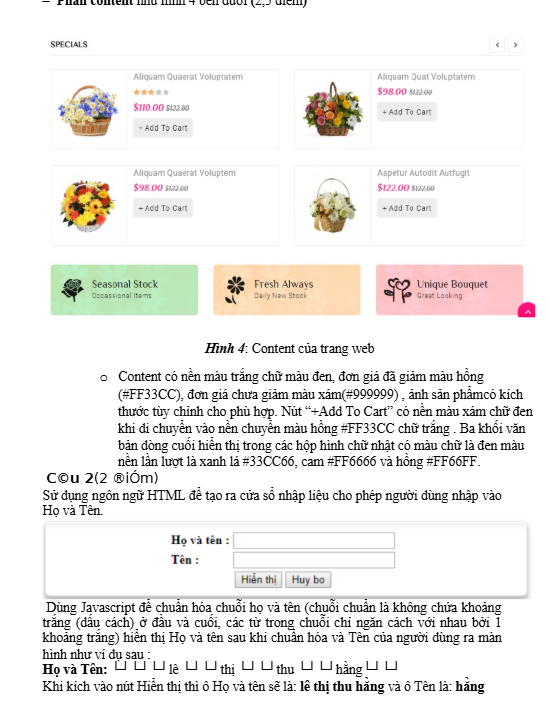 – Phần content như hình 4 bên dưới (2,5 điểm)
SPECIALS
Aliquam Quaerat Voluptatem
$110.00 $122.00
+ Add To Cart
Aliquam Quat Voluptatem
$98.00 $122.00
+ Add To Cart
Aliquam Quaerat Voluptem
$98.00 $122.00
+ Add To Cart
Aspetur Autodit Autfugit
$122.00 $122.00
+ Add To Cart
Seasonal Stock
Occassional Items
Fresh Always
Daily New Stock
Unique Bouquet
Great Looking
Hình 4: Content của trang web
o Content có nền màu trắng chữ màu đen, đơn giá đã giảm màu hồng
(#FF33CC), đơn giá chưa giảm màu xám(#999999) , ảnh sản phẩmcó kích
thước tùy chỉnh cho phù hợp. Nút “+Add To Cart” có nền màu xám chữ đen
khi di chuyển vào nền chuyển màu hồng #FF33CC chữ trắng . Ba khối văn
bản dòng cuối hiển thị trong các hộp hình chữ nhật có màu chữ là đen màu
nền lần lượt là xanh lá #33CC66, cam #FF6666 và hồng #FF66FF.
C©u 2(2 ®iÓm)
Sử dụng ngôn ngữ HTML để tạo ra cửa sổ nhập liệu cho phép người dùng nhập vào
Họ và Tên.
Họ và tên :
Tên :
Hiển thị Huy bo
Dùng Javascript để chuẩn hóa chuỗi họ và tên (chuỗi chuẩn là không chứa khoảng
trắng (dấu cách) ở đầu và cuối, các từ trong chuỗi chỉ ngăn cách với nhau bởi 1
khoảng trắng) hiển thị Họ và tên sau khi chuẩn hóa và Tên của người dùng ra màn
hình như ví dụ sau :
Họ và Tên: ⌴ ⌴ ⌴ lê ⌴ ⌴ thị ⌴ ⌴ thu ⌴ ⌴ hằng ⌴ ⌴
Khi kích vào nút Hiển thị thì ô Họ và tên sẽ là: lê thị thu hằng và ô Tên là: hằng